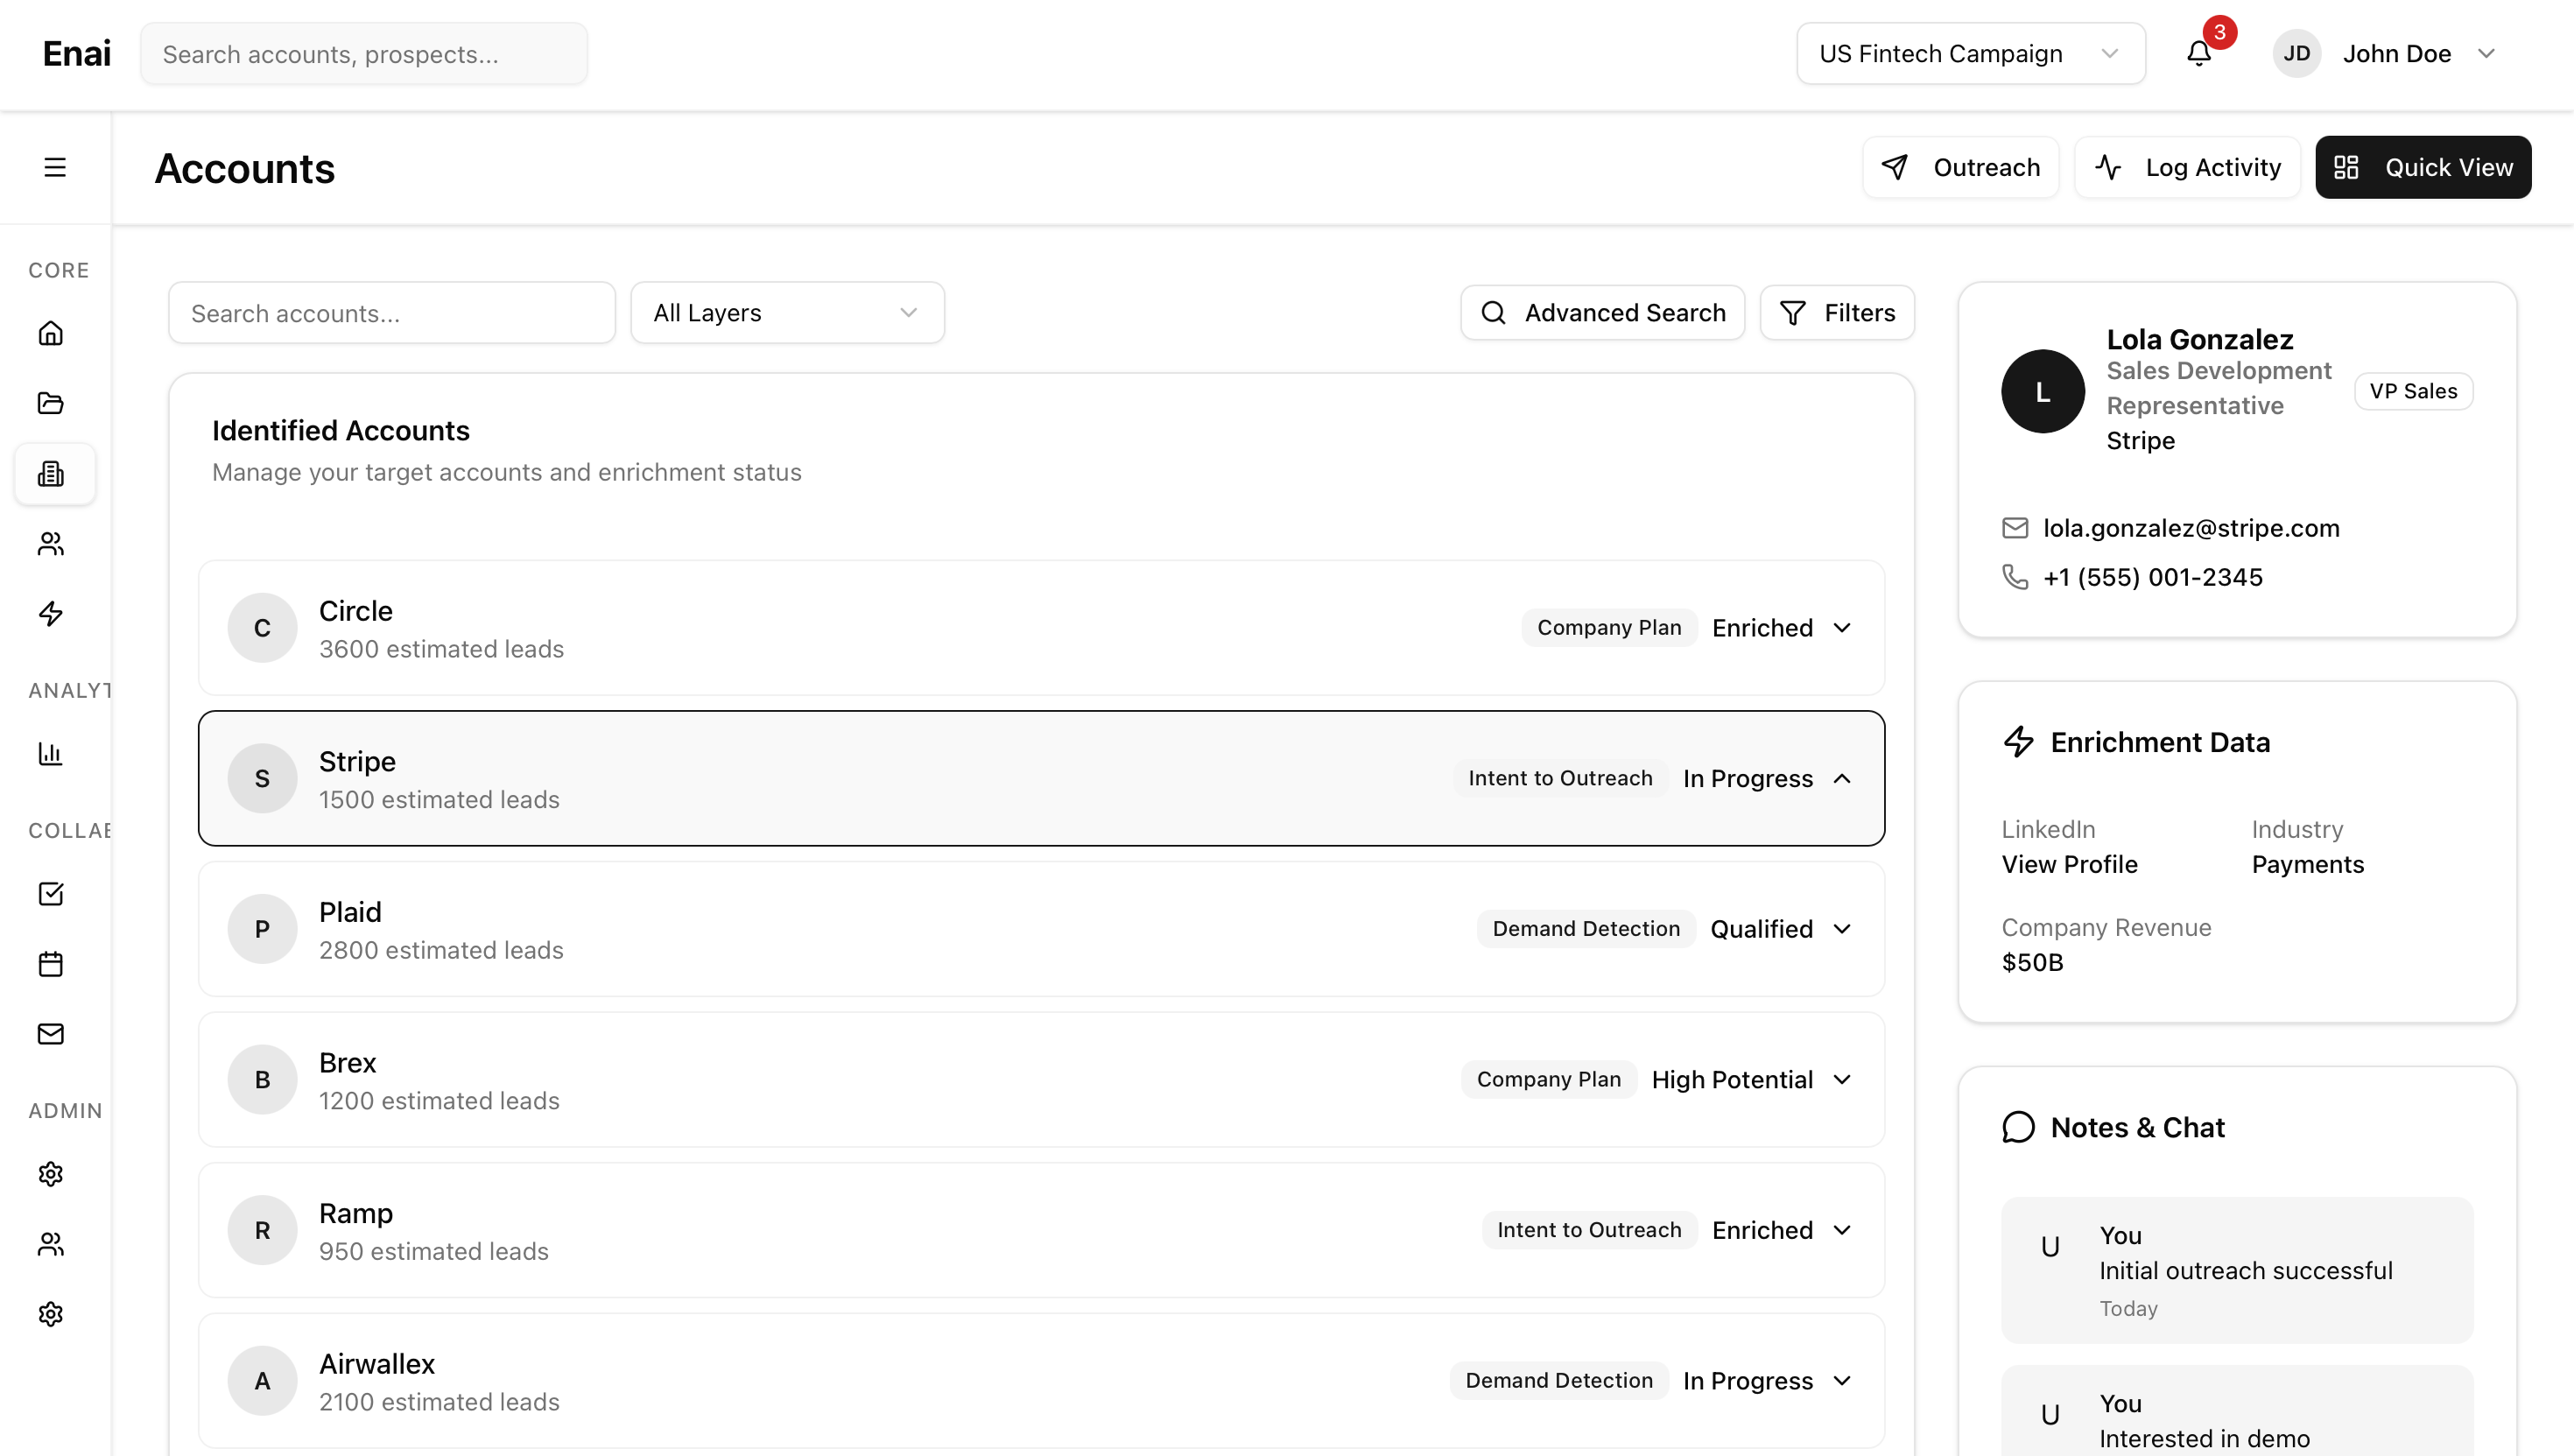 Enai
Search accounts, prospects...
US Fintech Campaign
3
JD
John Doe
Accounts
Outreach
Log Activity
Quick View
CORE
ANALYT
COLLAB
ADMIN
Search accounts...
All Layers
Advanced Search
Filters
Identified Accounts
Manage your target accounts and enrichment status
C
Circle
3600 estimated leads
Company Plan
Enriched
S
Stripe
1500 estimated leads
Intent to Outreach
In Progress
P
Plaid
2800 estimated leads
Demand Detection
Qualified
B
Brex
1200 estimated leads
Company Plan
High Potential
R
Ramp
950 estimated leads
Intent to Outreach
Enriched
A
Airwallex
2100 estimated leads
Demand Detection
In Progress
L
Lola Gonzalez
Sales Development
Representative
Stripe
VP Sales
lola.gonzalez@stripe.com
+1 (555) 001-2345
Enrichment Data
LinkedIn
View Profile
Industry
Payments
Company Revenue
$50B
Notes & Chat
U
You
Initial outreach successful
Today
U
You
Interested in demo